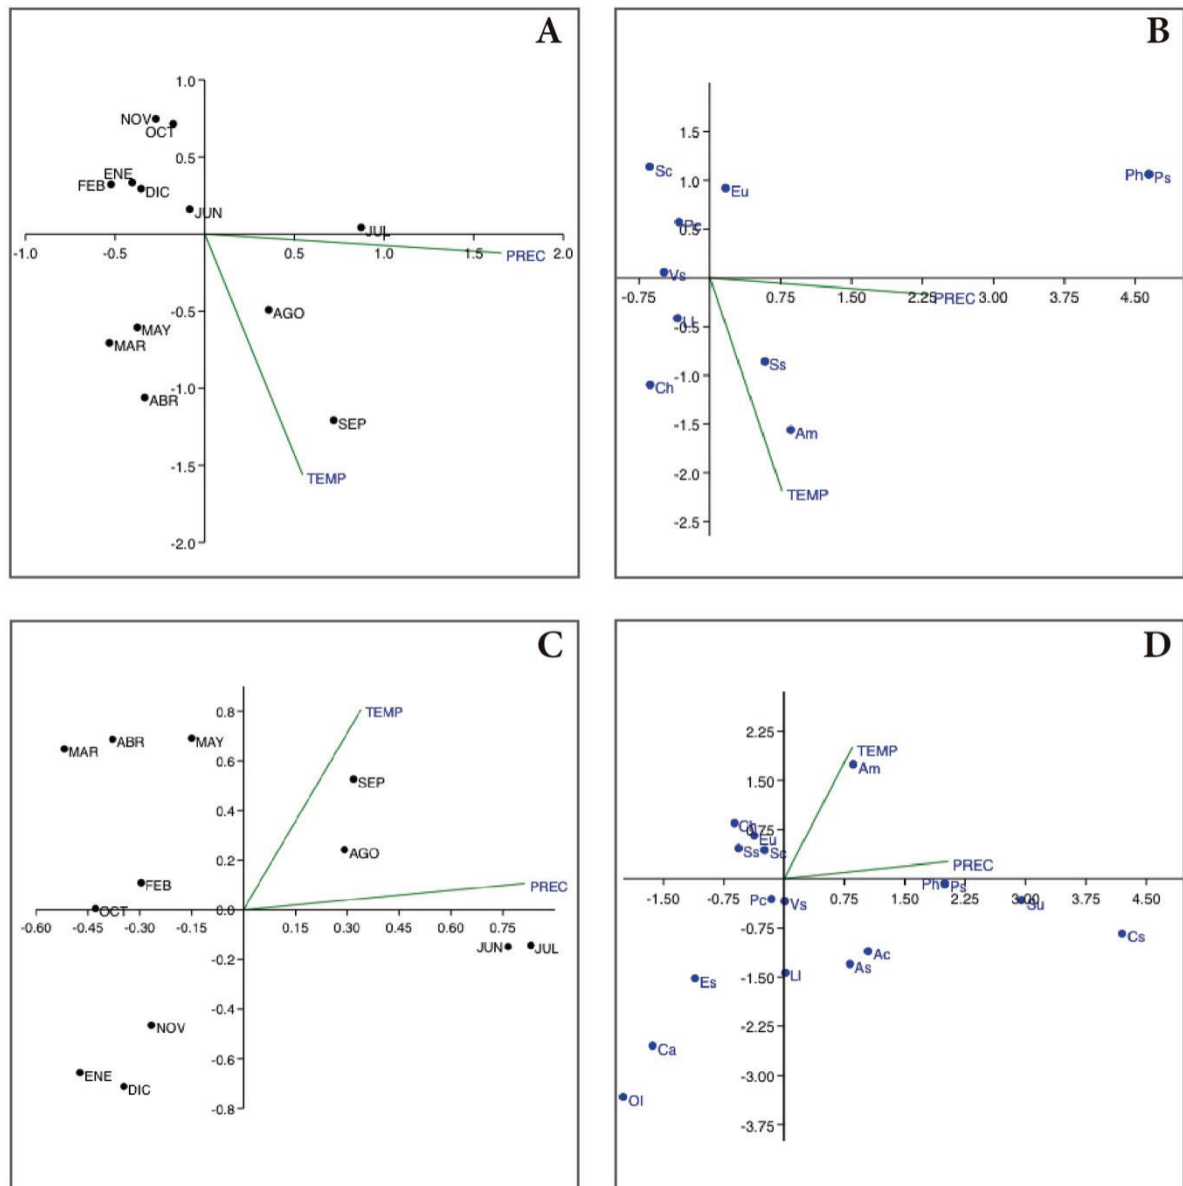 A
1.0
NOV
OCT
0.5
ENE
FEB
DIC
JUN
JUL
-1.0 -0.5 0.5 1.0 1.5 2.0
PREC
-0.5
AGO
MAY
MAR
-1.0
ABR
SEP
-1.5
TEMP
-2.0
B
1.5
Sc
1.0
Ph Ps
Eu
Pc
0.5
Vs
-0.75 0.75 1.50 2.25 3.00 3.75 4.50
PREC
Ll
-0.5
Ss
-1.0
Ch
-1.5
Am
-2.0
TEMP
-2.5
C
0.8
TEMP
MAR ABR MAY
0.6
SEP
0.4
AGO
0.2
FEB
PREC
OCT
0.0
-0.60 -0.45 -0.30 -0.15 0.15 0.30 0.45 0.60 0.75
JUN JUL
-0.2
-0.4
NOV
-0.6
ENE
DIC
-0.8
D
2.25
TEMP
Am
1.50
Ch
0.75
Eu
Ss Sc
PREC
Ph Ps
-1.50 -0.75 Pc Vs 0.75 1.50 2.25 3.00 Su 3.75 4.50
-0.75
Cs
Ac
As
Ll
-1.50
Es
-2.25
Ca
-3.00
Ol
-3.75